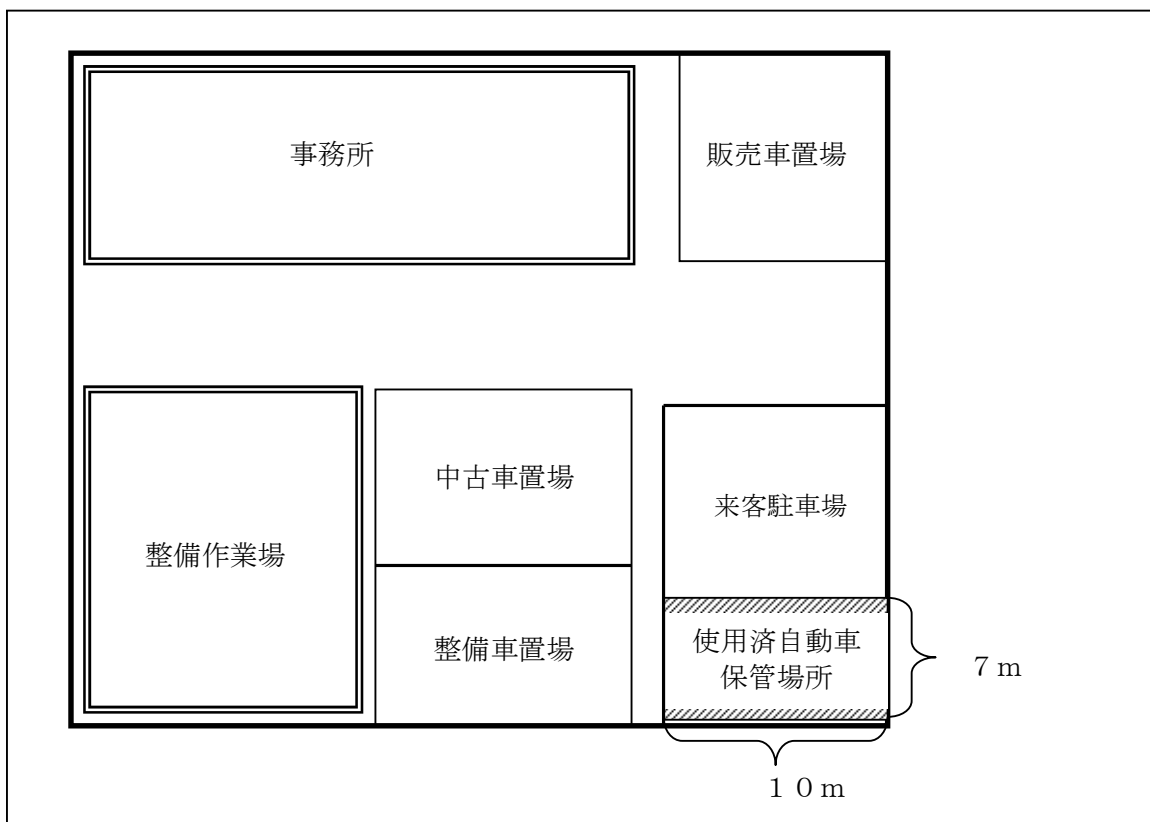 事務所
販売車置場
中古車置場
来客駐車場
整備作業場
整備車置場
使用済自動車
保管場所
７ｍ
１０ｍ